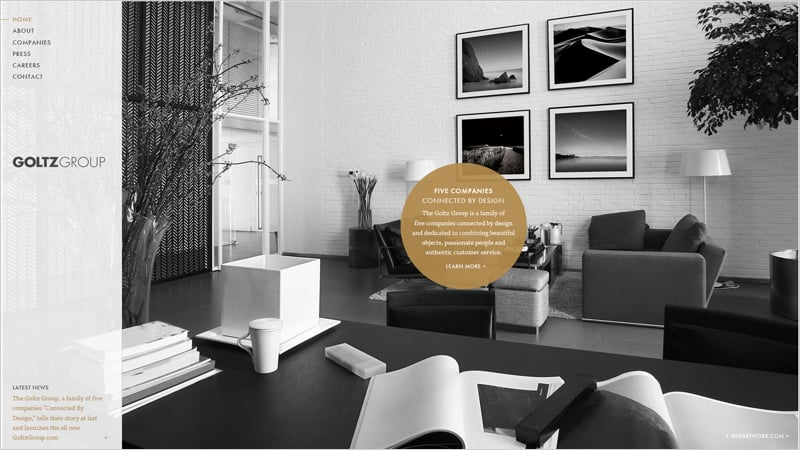 HOME
ABOUT
COMPANIES
PRESS
CAREERS
CONTACT
GOLTZGROUP
FIVE COMPANIES
CONNECTED BY DESIGN
The Goltz Group is a family of
five companies connected by design
and dedicated to combining beautiful
objects, passionate people and
authentic customer service.
LEARN MORE
LATEST NEWS
The Goltz Group, a family of five
companies "Connected By
Design," tells their story at last
and launches the all new
GoltzGroup.com